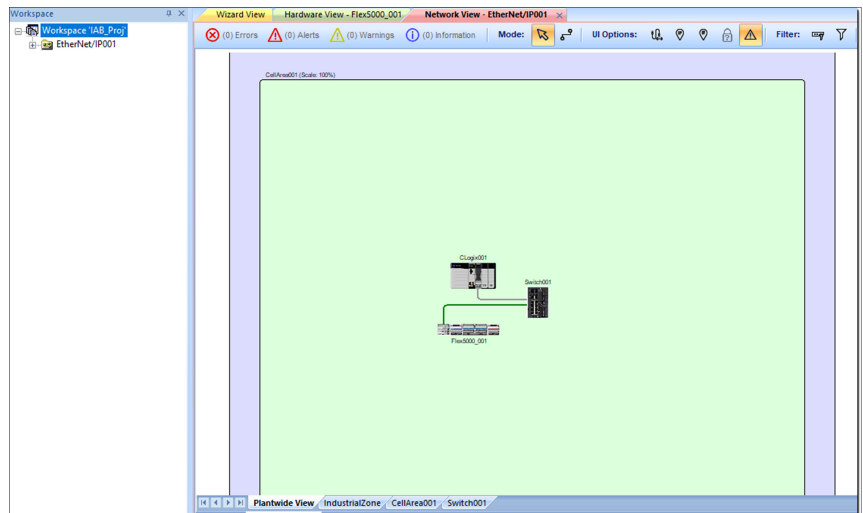 Workspace
Wizard View Hardware View - Flex5000_001 Network View - EtherNet/IP001
Workspace 'IAB_Proj'
EtherNet/IP001
(0) Errors (0) Alerts (0) Warnings (0) Information Mode: UI Options: Filter:
CellArea001 (Scale: 100%)
CLogix001
Switch001
Flex5000_001
Plantwide View IndustrialZone CellArea001 Switch001